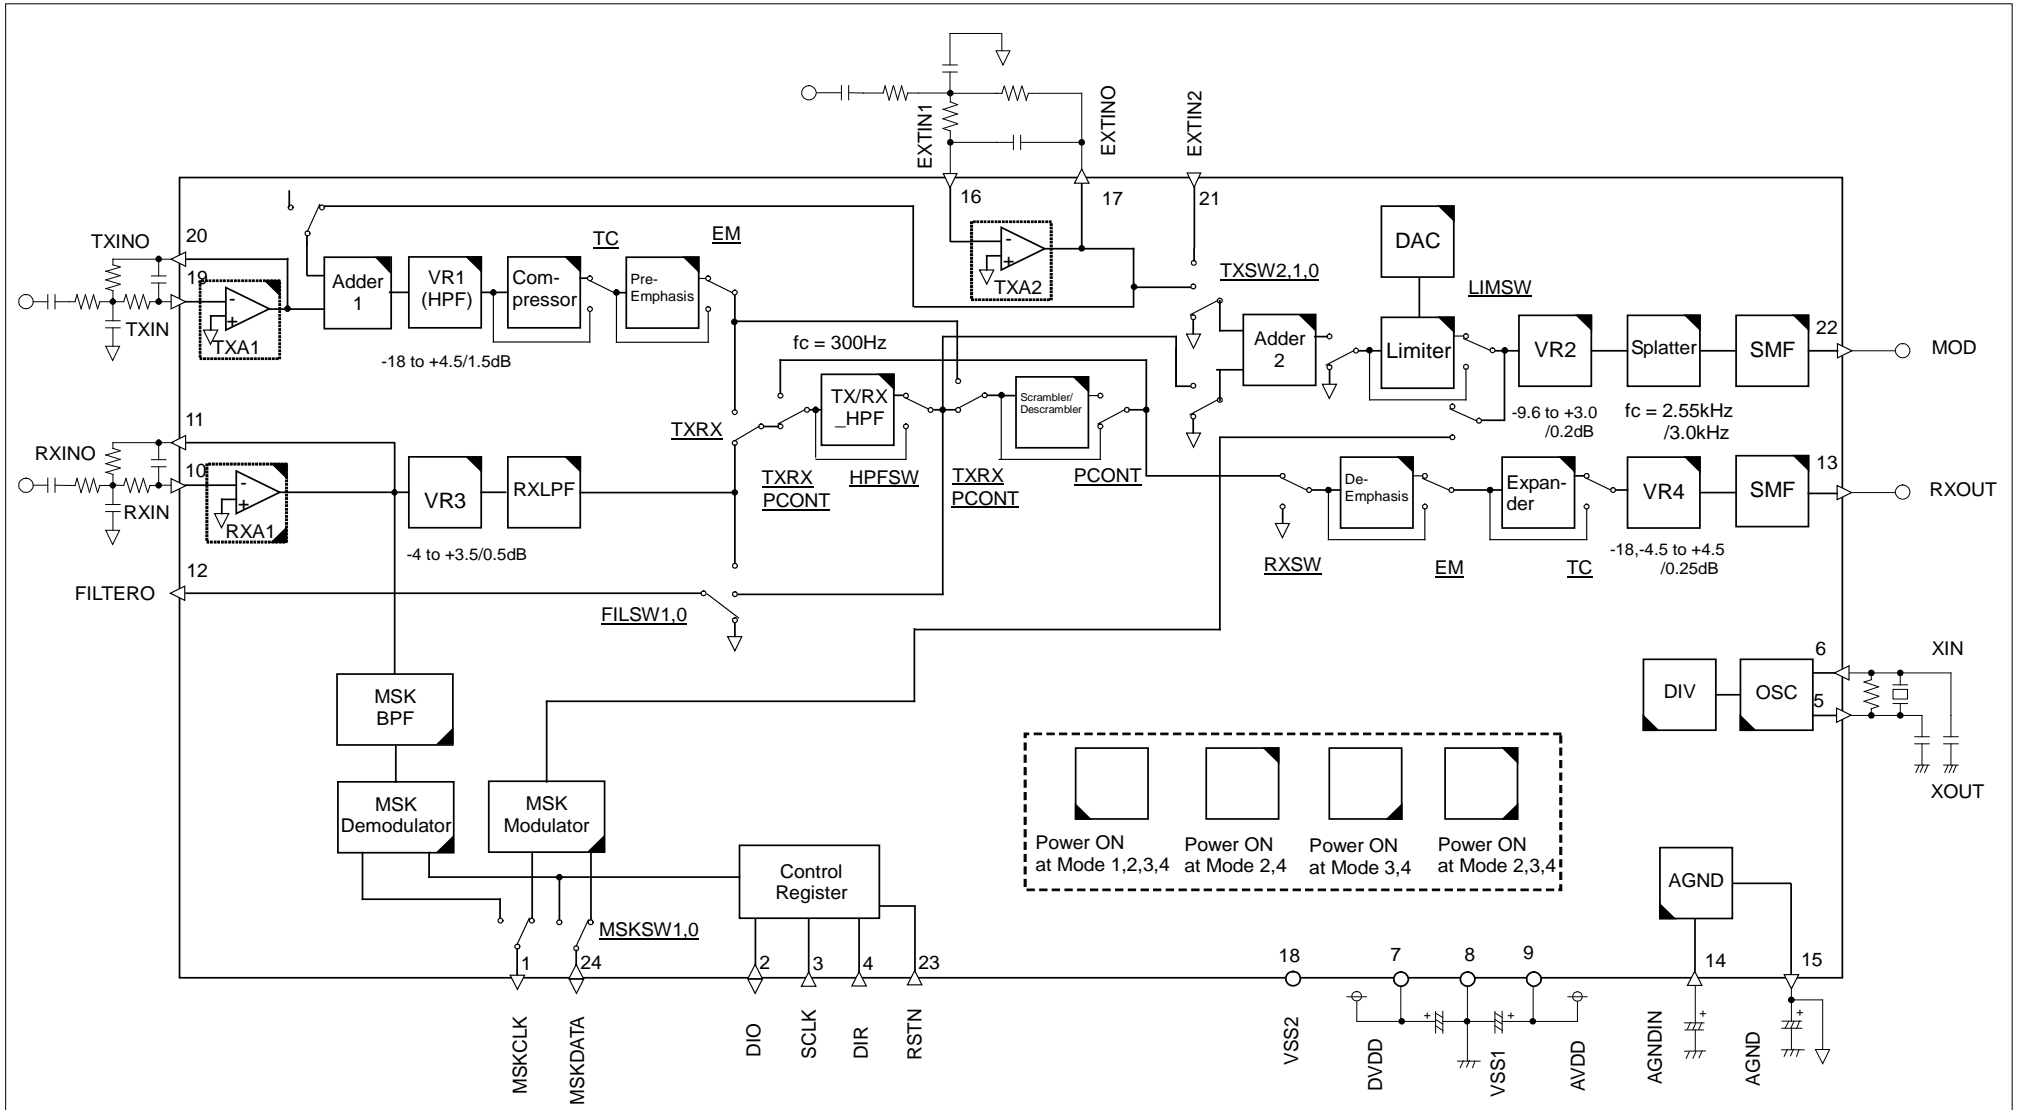 EXTIN1
EXTINO
EXTIN2
16
17
21
TXINO
20
19
TXIN
-
+
TXA1
Adder
1
VR1
(HPF)
-18 to +4.5/1.5dB
Com-
pressor
TC
Pre-
Emphasis
EM
-
+
TXA2
TXSW2,1,0
DAC
LIMSW
Adder
2
Limiter
VR2
-9.6 to +3.0
/0.2dB
Splatter
fc = 2.55kHz
/3.0kHz
SMF
22
MOD
fc = 300Hz
TX/RX
_HPF
Scrambler/
Descrambler
TXRX
TXRX
PCONT
HPFSW
TXRX
PCONT
PCONT
RXINO
11
10
RXIN
-
+
RXA1
VR3
-4 to +3.5/0.5dB
RXLPF
De-
Emphasis
Expan-
der
VR4
SMF
13
RXOUT
RXSW
EM
TC
-18,-4.5 to +4.5
/0.25dB
12
FILTERO
FILSW1,0
MSK
BPF
DIV
OSC
6
5
XIN
XOUT
MSK
Demodulator
MSK
Modulator
Control
Register
Power ON
at Mode 1,2,3,4
Power ON
at Mode 2,4
Power ON
at Mode 3,4
Power ON
at Mode 2,3,4
AGND
MSKSW1,0
1
24
2
3
4
23
18
7
8
9
14
15
MSKCLK
MSKDATA
DIO
SCLK
DIR
RSTN
VSS2
DVDD
+
VSS1
+
AVDD
AGNDIN
+
AGND
+